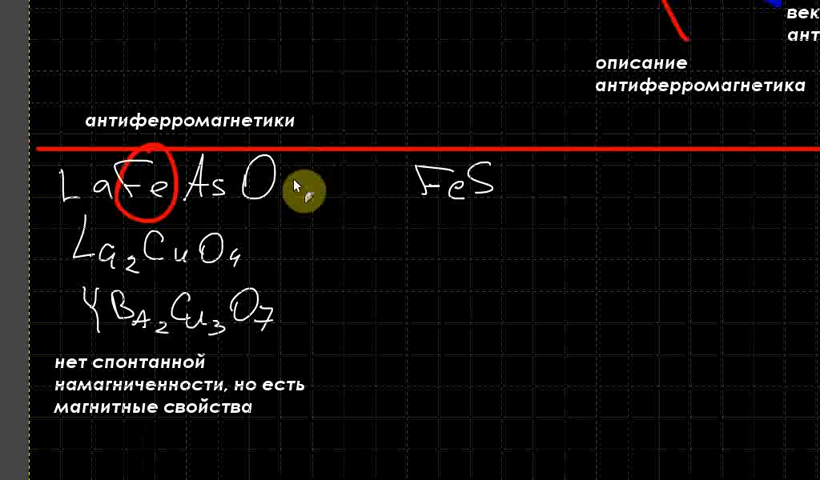 век
ант
описание
антиферромагнетика
антиферромагнетики
LaFeAsO FeS
La₂CuO₄
YBA₂Cu₃O₇
нет спонтанной
намагниченности, но есть
магнитные свойства